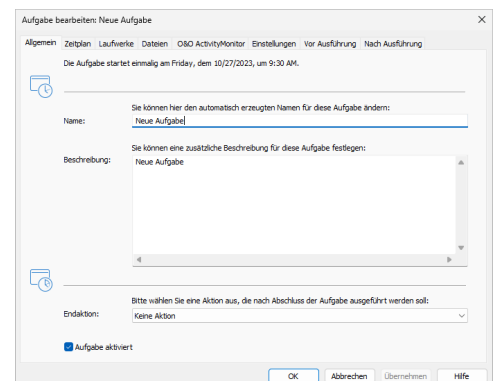 Aufgabe bearbeiten: Neue Aufgabe
Allgemein Zeitplan Laufwerke Dateien O&O ActivityMonitor Einstellungen Vor Ausführung Nach Ausführung
Die Aufgabe startet einmalig am Friday, dem 10/27/2023, um 9:30 AM.
Sie können hier den automatisch erzeugten Namen für diese Aufgabe ändern:
Name: Neue Aufgabe
Sie können eine zusätzliche Beschreibung für diese Aufgabe festlegen:
Beschreibung: Neue Aufgabe
Bitte wählen Sie eine Aktion aus, die nach Abschluss der Aufgabe ausgeführt werden soll:
Endaktion: Keine Aktion
Aufgabe aktiviert
OK Abbrechen Übernehmen Hilfe